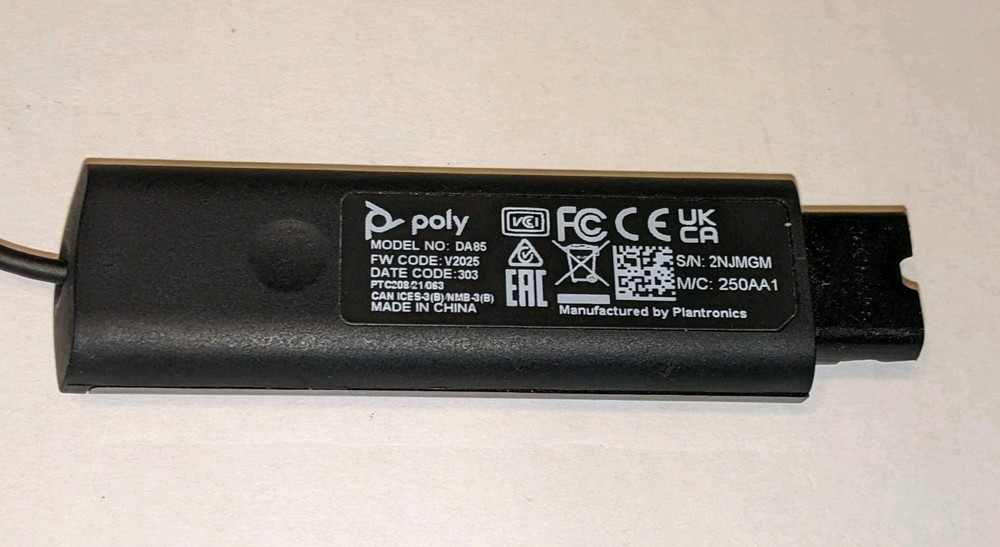 poly
MODEL NO: DA85
FW CODE: V2025
DATE CODE:303
PTC208/21/063
CAN ICES-3(B)/NMB-3(B)
MADE IN CHINA
VCCI FC CE UK
CA
EAC
S/N: 2NJMGM
M/C: 250AA1
Manufactured by Plantronics